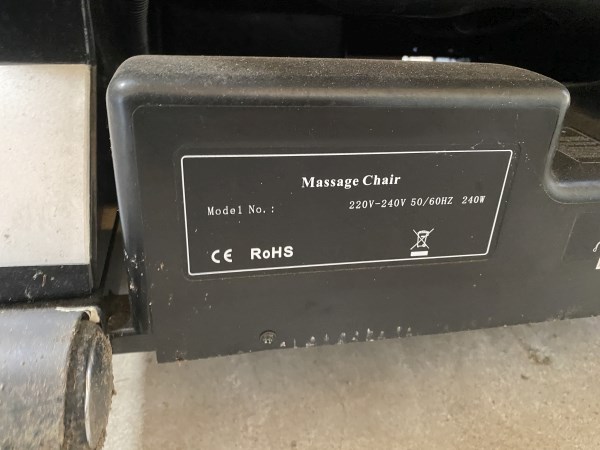 Massage Chair
Model No.: 220V-240V 50/60HZ 240W
CE RoHS